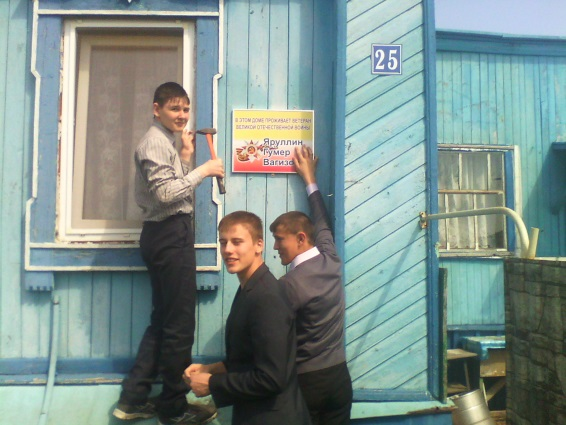 25
В ЭТОМ ДОМЕ ПРОЖИВАЕТ ВЕТЕРАН
ВЕЛИКОЙ ОТЕЧЕСТВЕННОЙ ВОЙНЫ
Яруллин
Гумер